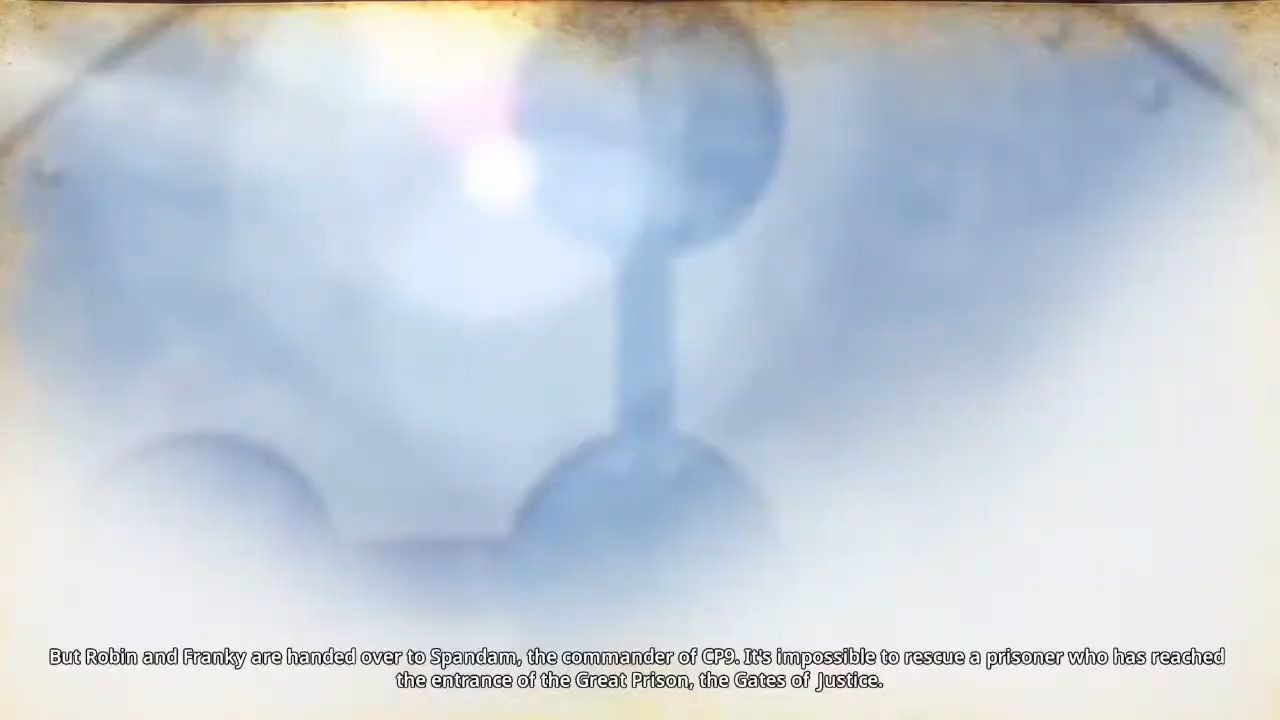 But Robin and Franky are handed over to Spandam, the commander of CP9. It's impossible to rescue a prisoner who has reached
the entrance of the Great Prison, the Gates of Justice.